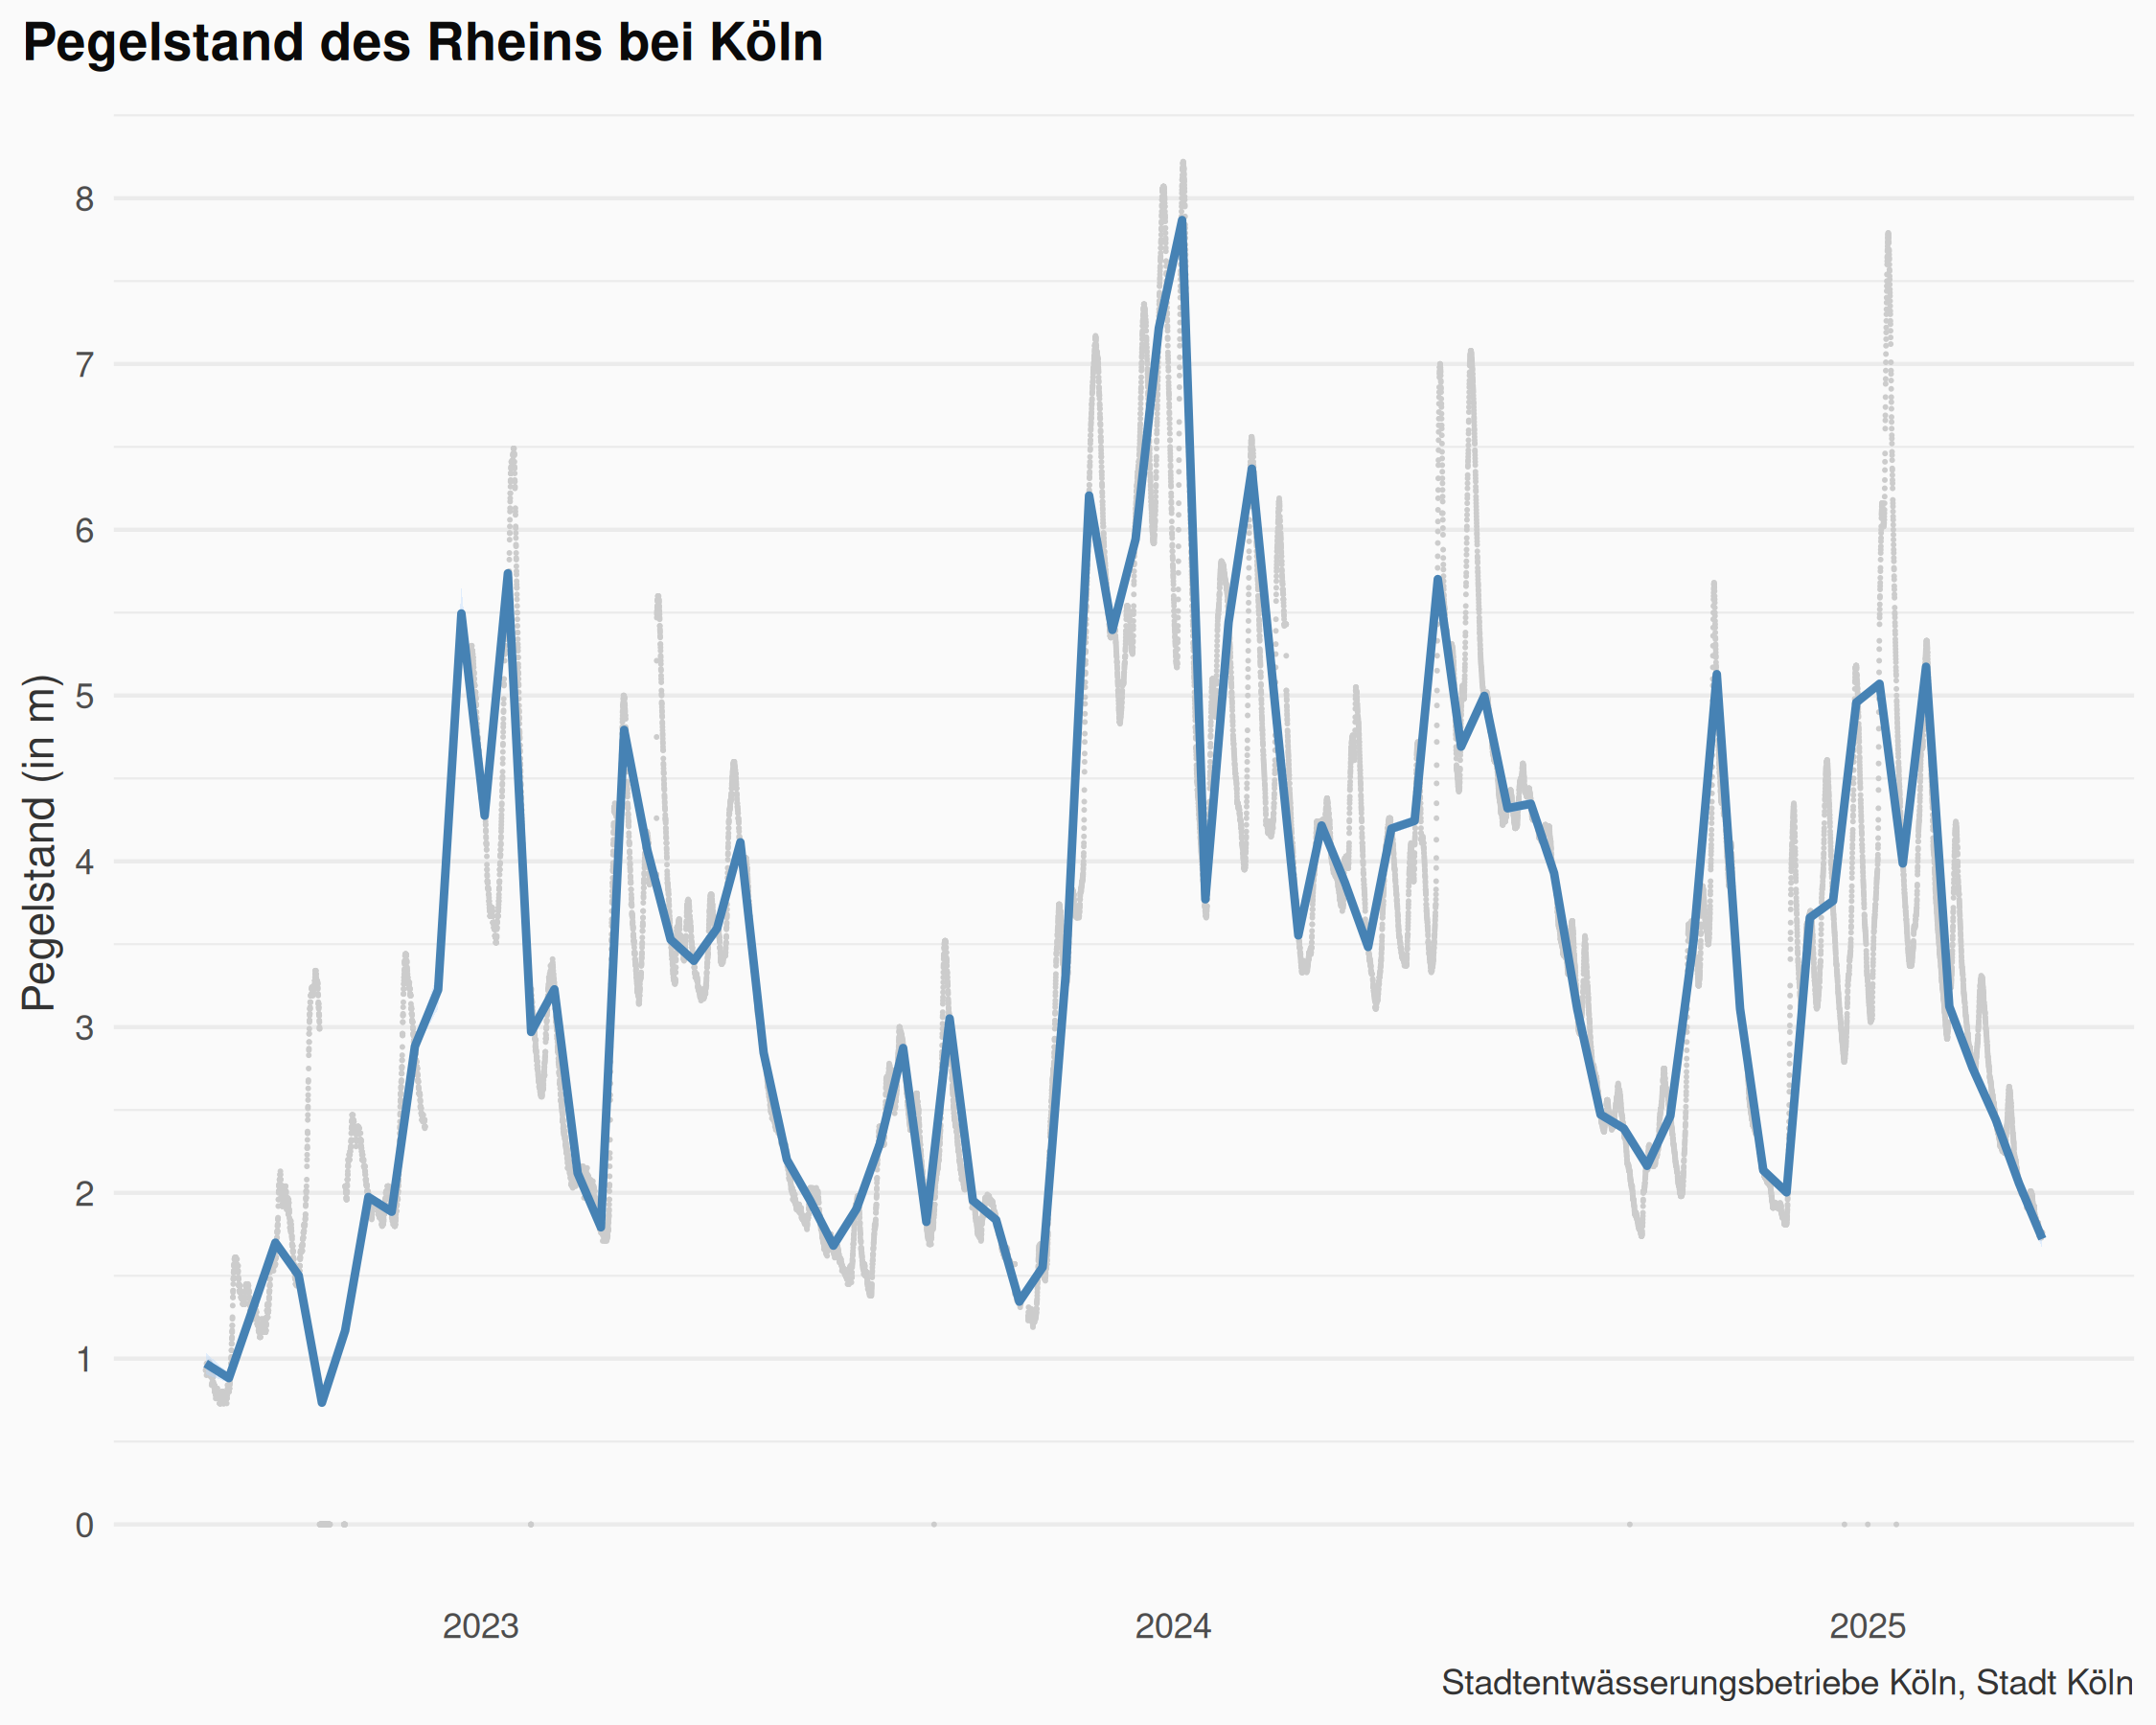 Pegelstand des Rheins bei Köln
Pegelstand (in m)
8
7
6
5
4
3
2
1
0
2023 2024 2025
Stadtentwässerungsbetriebe Köln, Stadt Köln